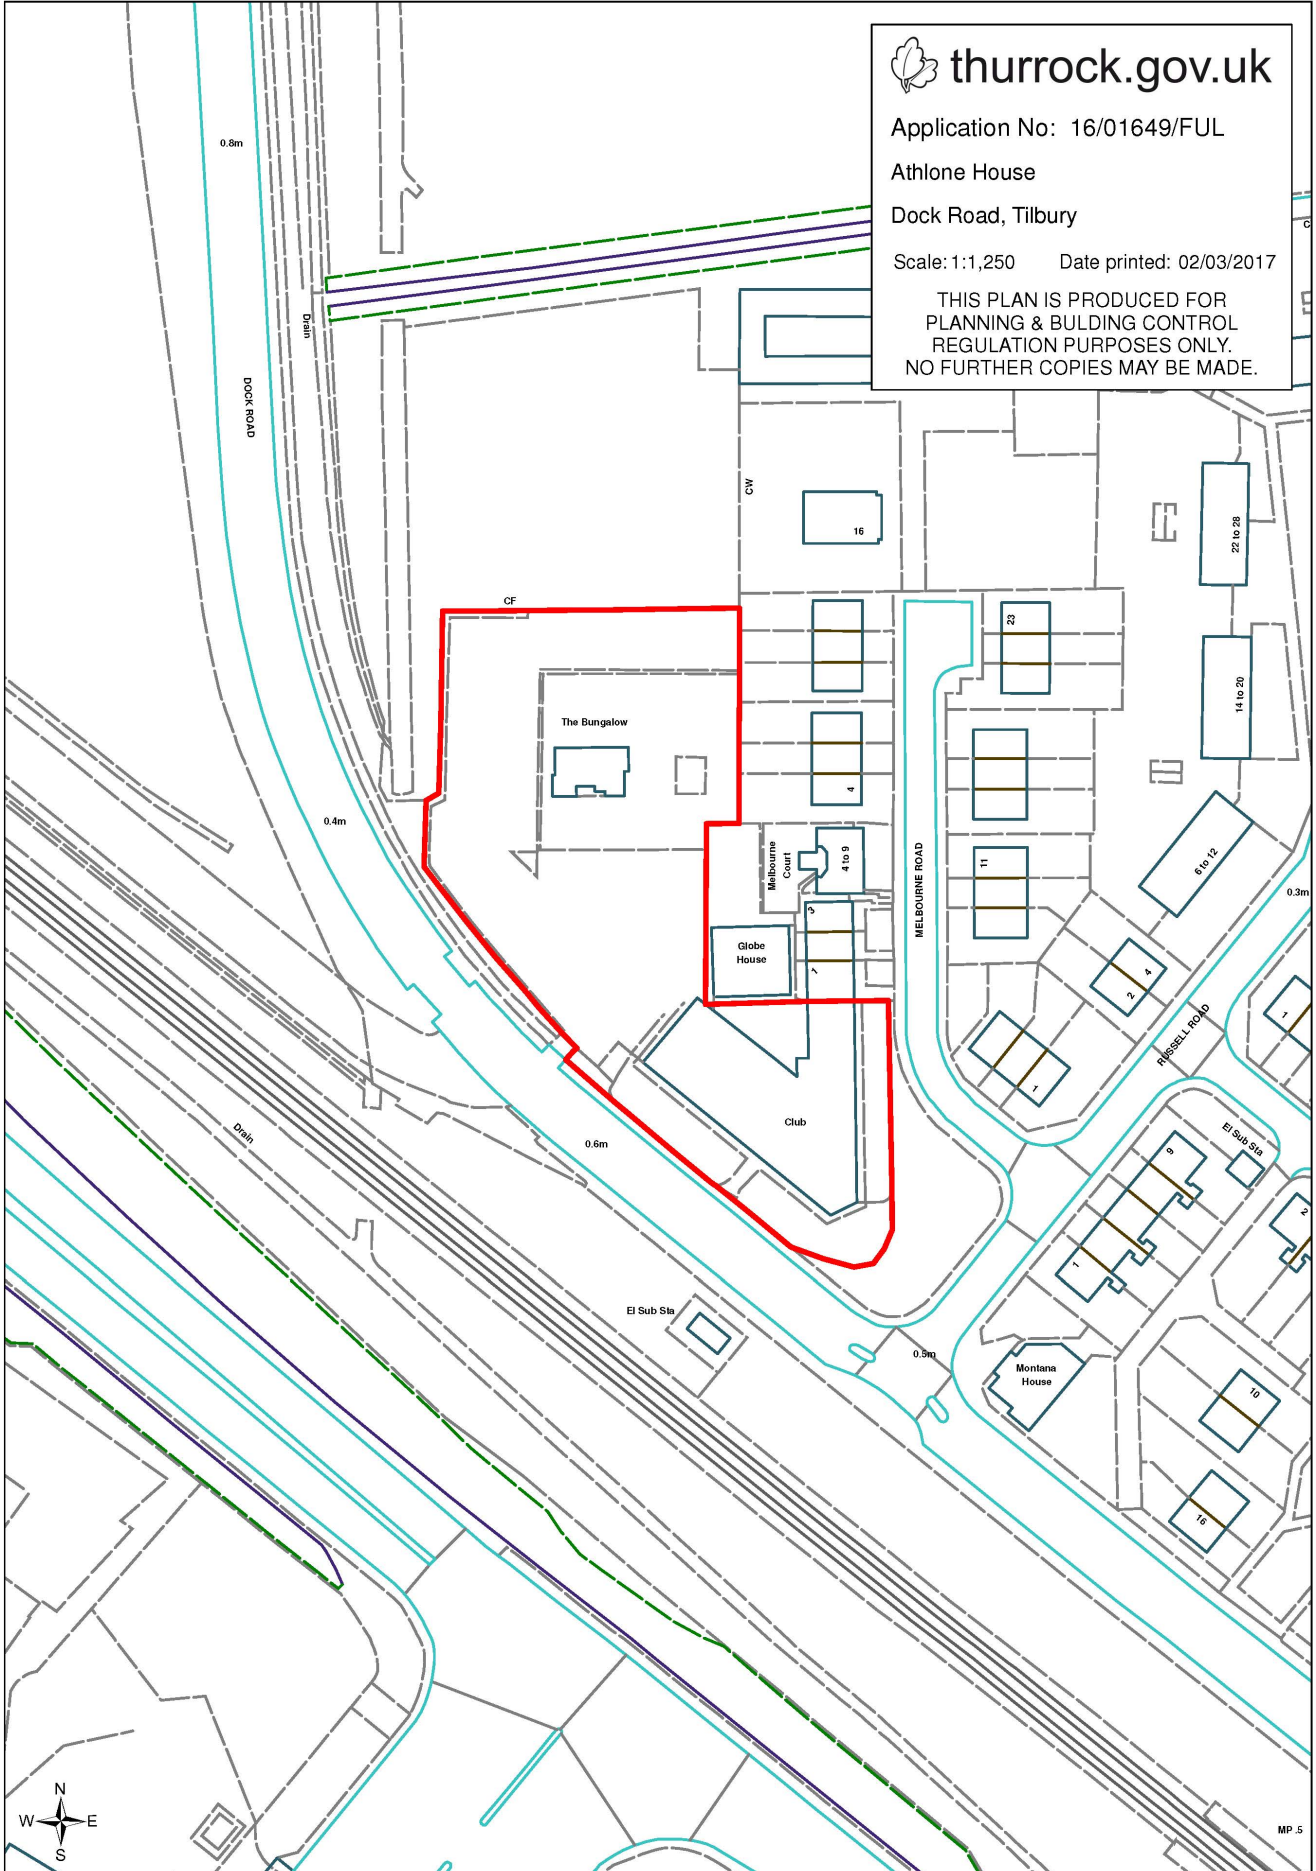 thurrock.gov.uk
Application No: 16/01649/FUL
Athlone House
Dock Road, Tilbury
Scale: 1:1,250 Date printed: 02/03/2017
THIS PLAN IS PRODUCED FOR
PLANNING & BULDING CONTROL
REGULATION PURPOSES ONLY.
NO FURTHER COPIES MAY BE MADE.
0.8m
Drain
DOCK ROAD
CW
16
22 to 28
CF
23
14 to 20
The Bungalow
4
0.4m
Melbourne
Court
4 to 9
MELBOURNE ROAD
11
6 to 12
0.3m
3
Globe
House
1
4
2
1
RUSSELL ROAD
1
Club
Drain
0.6m
El Sub Sta
9
2
1
El Sub Sta
0.5m
Montana
House
10
16
N
W E
S
MP .5